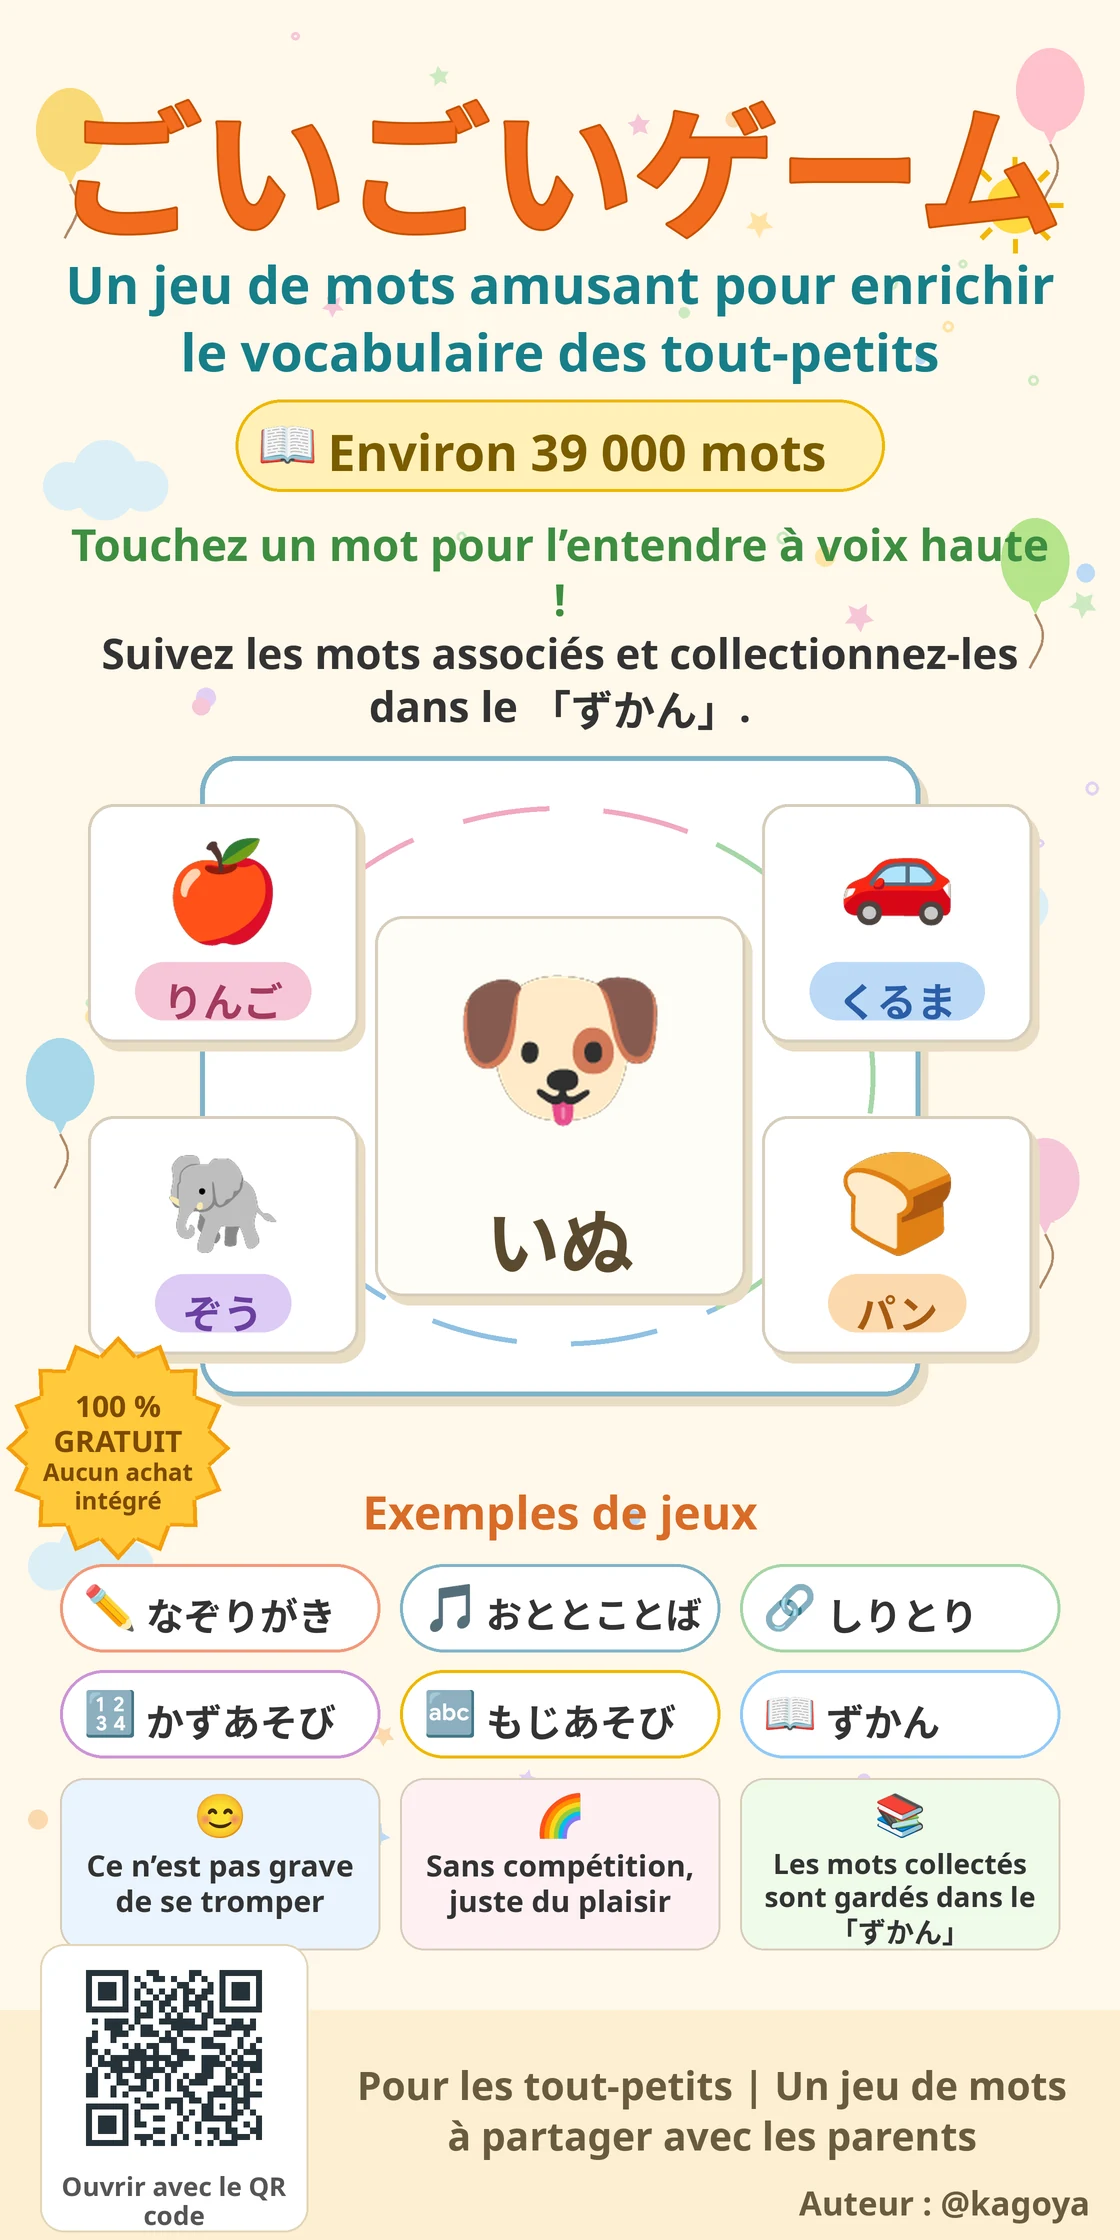 ごいごいゲーム
Un jeu de mots amusant pour enrichir
le vocabulaire des tout-petits
Environ 39 000 mots
Touchez un mot pour l’entendre à voix haute
!
Suivez les mots associés et collectionnez-les
dans le 「ずかん」.
りんご
くるま
いぬ
ぞう
パン
100 %
GRATUIT
Aucun achat
intégré
Exemples de jeux
なぞりがき
おととことば
しりとり
1 2
3 4
かずあそび
abc
もじあそび
ずかん
Ce n’est pas grave
de se tromper
Sans compétition,
juste du plaisir
Les mots collectés
sont gardés dans le
「ずかん」
Ouvrir avec le QR
code
Pour les tout-petits | Un jeu de mots
à partager avec les parents
Auteur : @kagoya